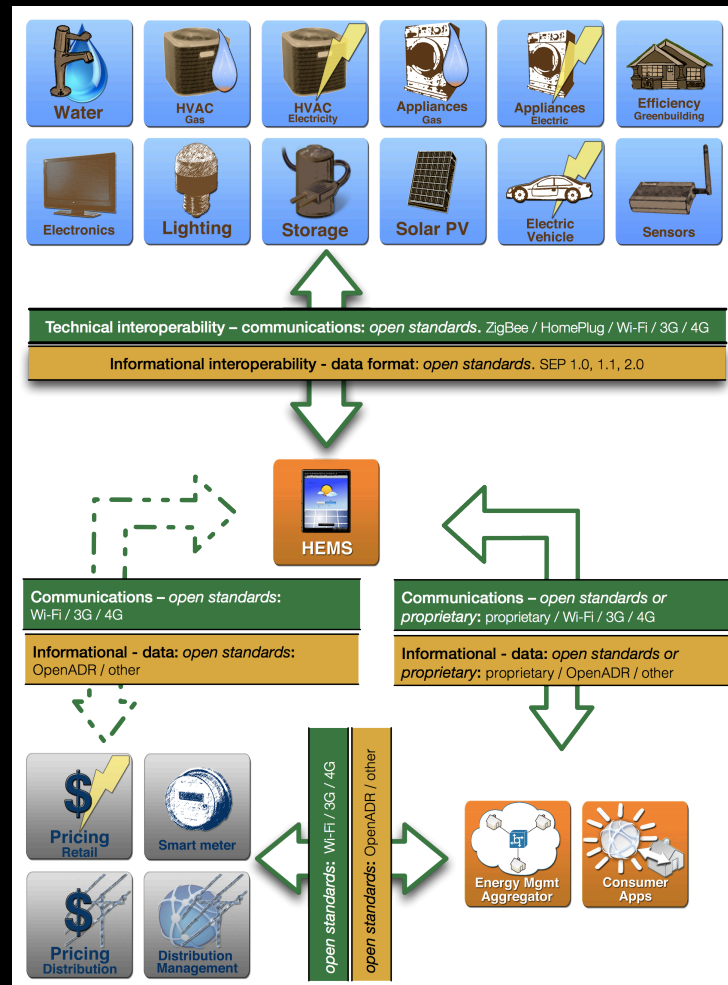 Water
HVAC
Gas
HVAC
Electricity
Appliances
Gas
Appliances
Electric
Efficiency
Greenbuilding
Electronics
Lighting
Storage
Solar PV
Electric
Vehicle
Sensors
Technical interoperability – communications: open standards. ZigBee / HomePlug / Wi-Fi / 3G / 4G
Informational interoperability - data format: open standards. SEP 1.0, 1.1, 2.0
HEMS
Communications – open standards:
Wi-Fi / 3G / 4G
Informational - data: open standards:
OpenADR / other
Communications – open standards or
proprietary: proprietary / Wi-Fi / 3G / 4G
Informational - data: open standards or
proprietary: proprietary / OpenADR / other
$
Pricing
Retail
Smart meter
$
Pricing
Distribution
Distribution
Management
open standards: Wi-Fi / 3G / 4G
open standards: OpenADR / other
Energy Mgmt
Aggregator
Consumer
Apps